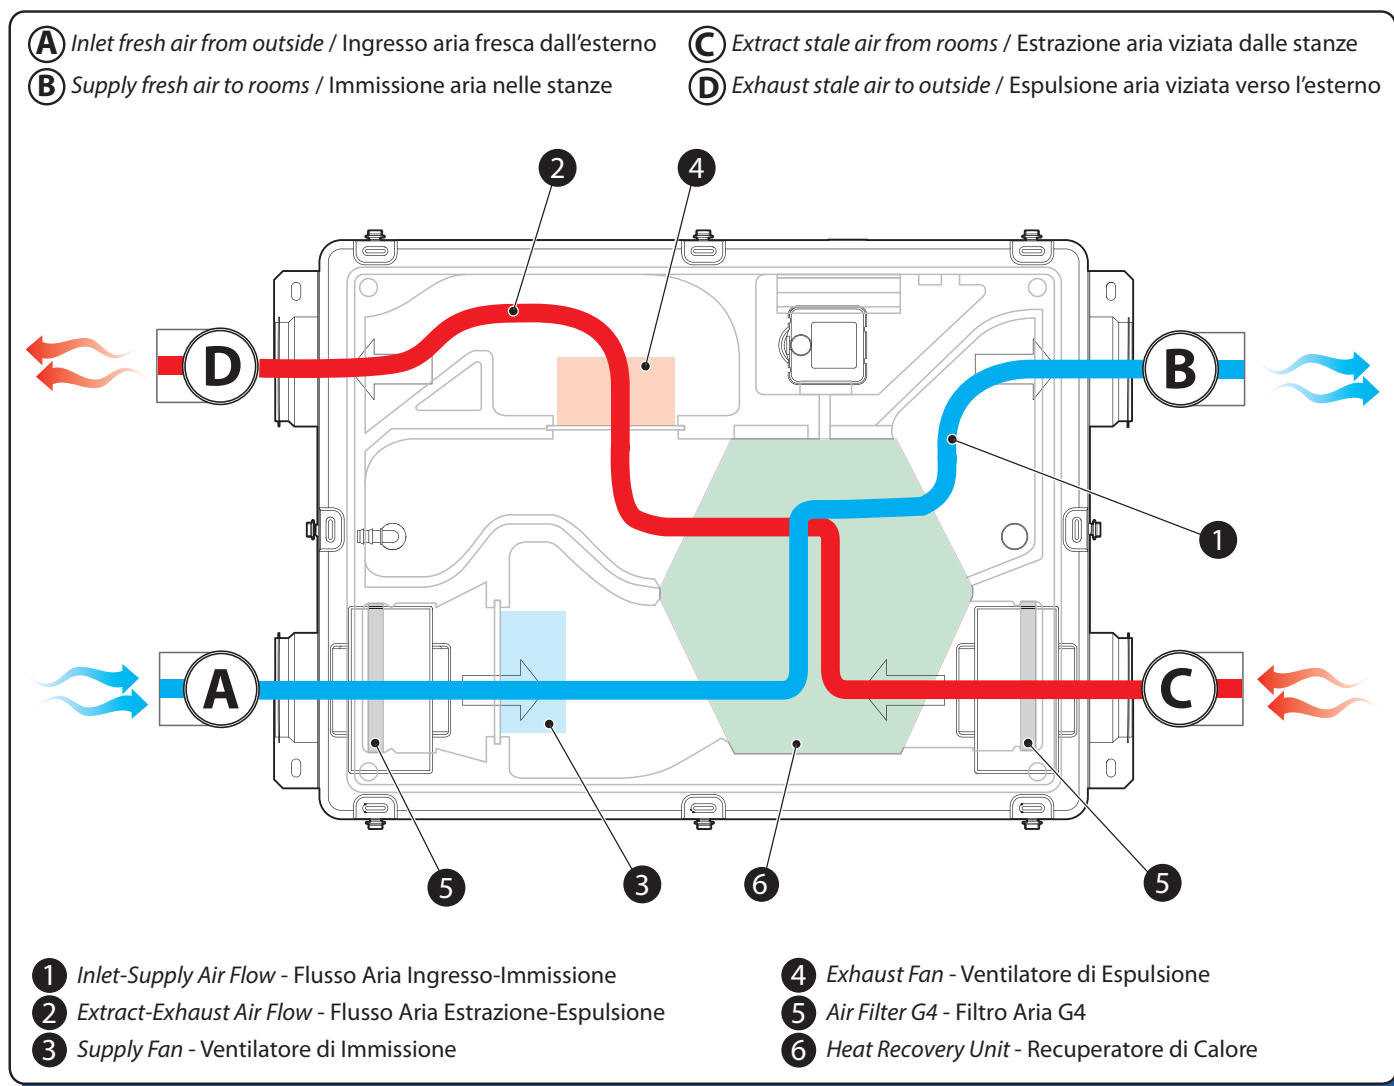 A Inlet fresh air from outside / Ingresso aria fresca dall'esterno
B Supply fresh air to rooms / Immissione aria nelle stanze
C Extract stale air from rooms / Estrazione aria viziata dalle stanze
D Exhaust stale air to outside / Espulsione aria viziata verso l'esterno
2
4
D
B
1
A
C
5
3
6
5
1 Inlet-Supply Air Flow - Flusso Aria Ingresso-Immissione
2 Extract-Exhaust Air Flow - Flusso Aria Estrazione-Espulsione
3 Supply Fan - Ventilatore di Immissione
4 Exhaust Fan - Ventilatore di Espulsione
5 Air Filter G4 - Filtro Aria G4
6 Heat Recovery Unit - Recuperatore di Calore